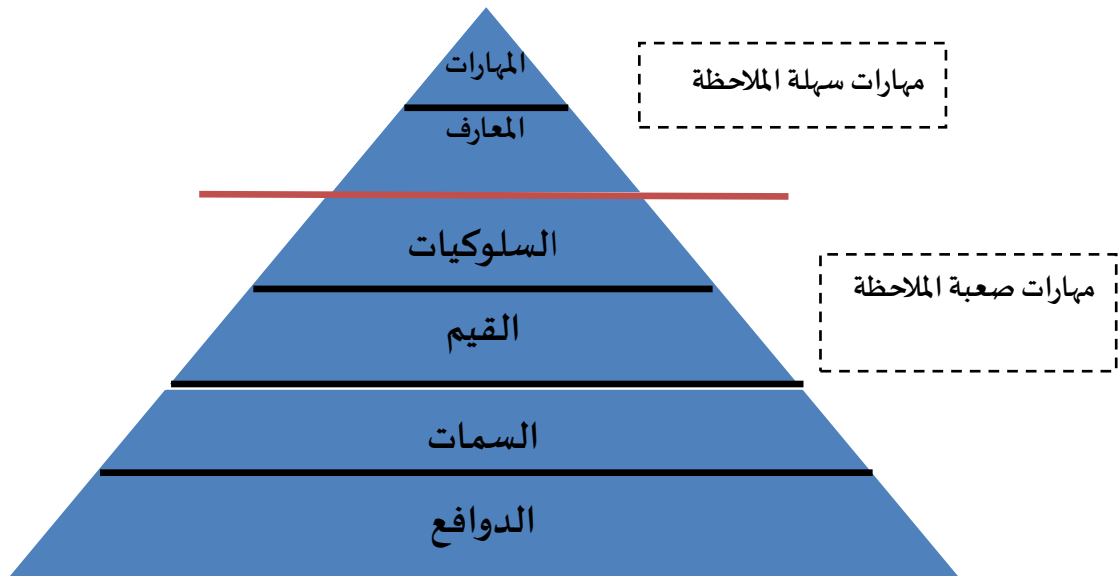 المهارات
مهارات سهلة الملاحظة
المعارف
السلوكيات
مهارات صعبة الملاحظة
القيم
السمات
الدوافع